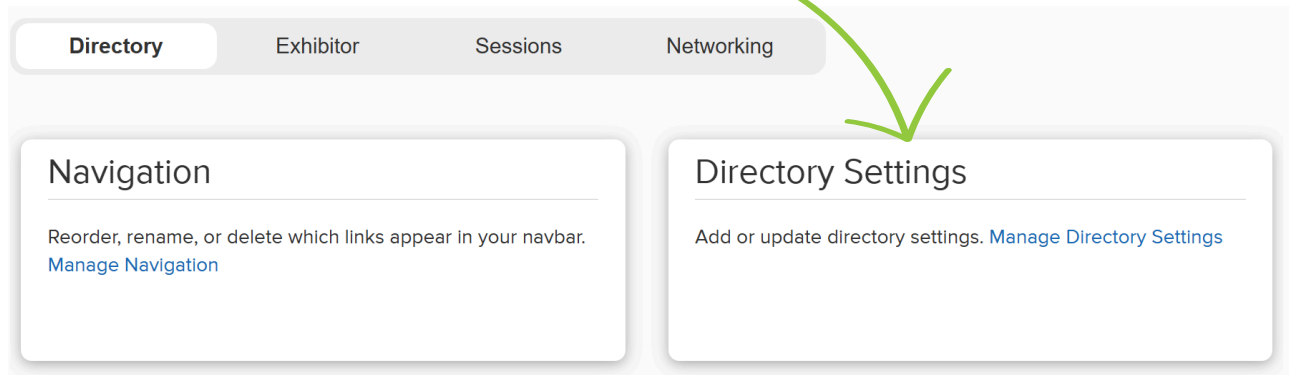 Directory Exhibitor Sessions Networking
Navigation
Reorder, rename, or delete which links appear in your navbar.
Manage Navigation
Directory Settings
Add or update directory settings. Manage Directory Settings